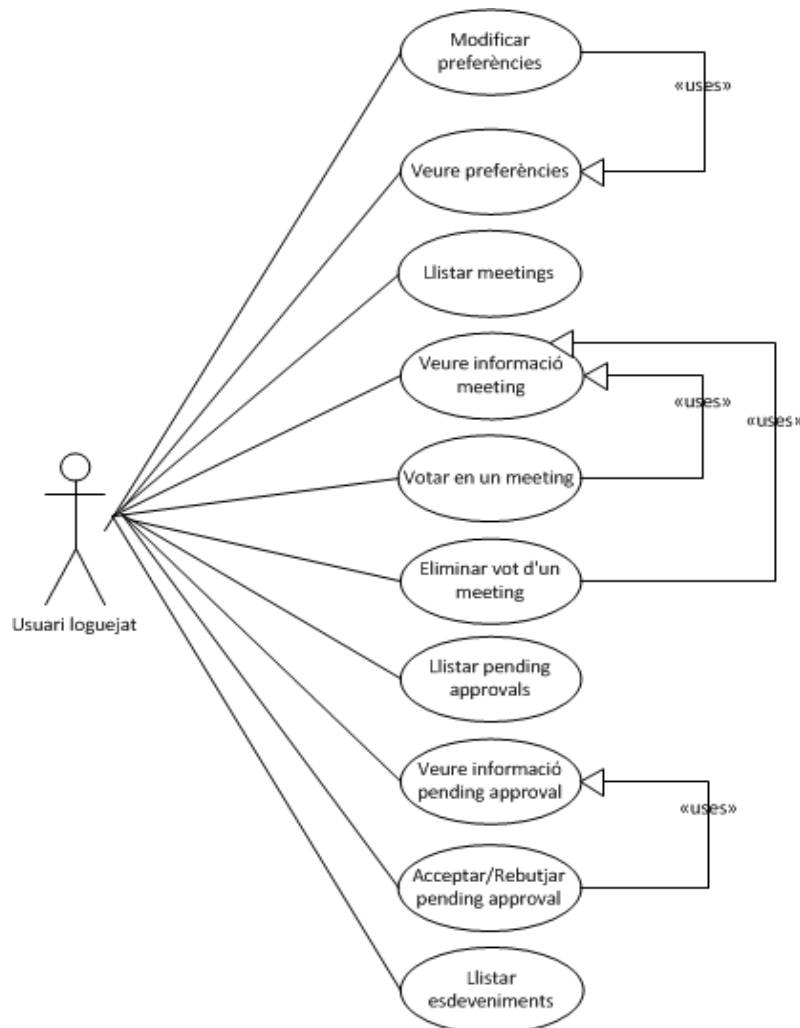 Modificar
preferències
«uses»
Veure preferències
Llistar meetings
Veure informació
meeting
«uses»
«uses»
Votar en un meeting
Eliminar vot d'un
meeting
Usuari loguejat
Llistar pending
approvals
Veure informació
pending approval
«uses»
Acceptar/Rebutjar
pending approval
Llistar
esdeveniments